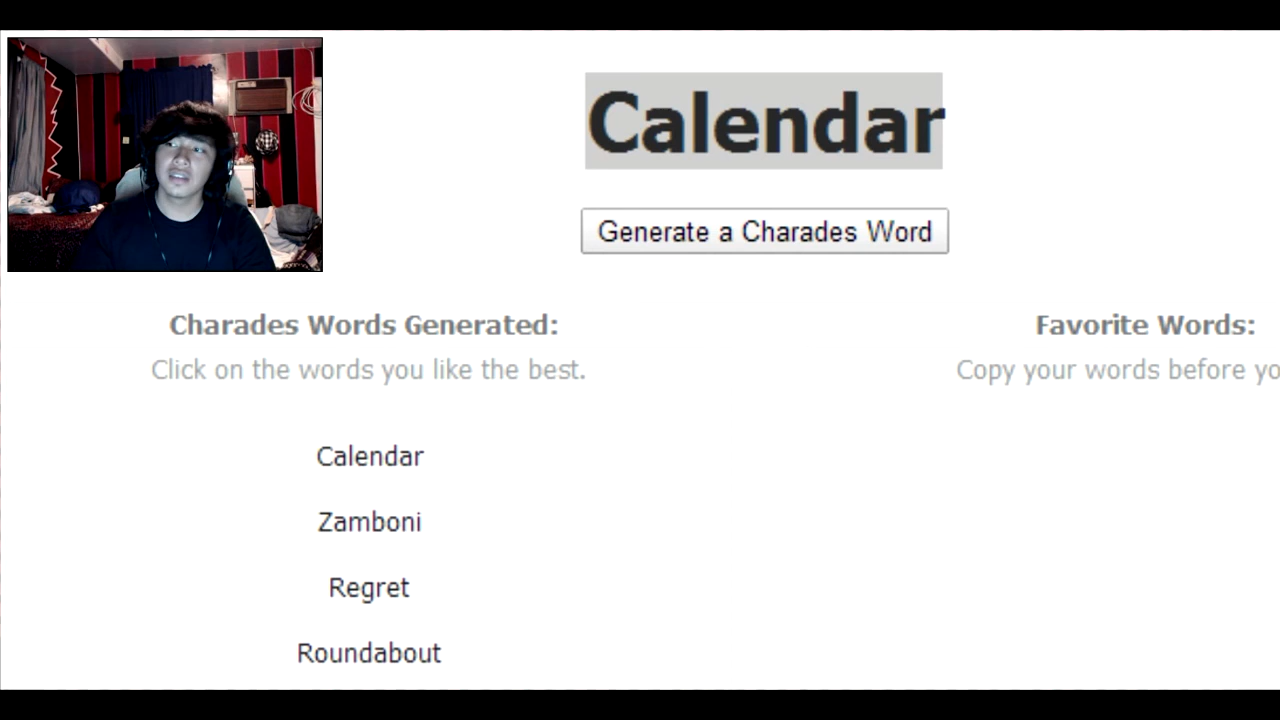 Calendar
Generate a Charades Word
Charades Words Generated:
Click on the words you like the best.
Favorite Words:
Copy your words before
Calendar
Zamboni
Regret
Roundabout